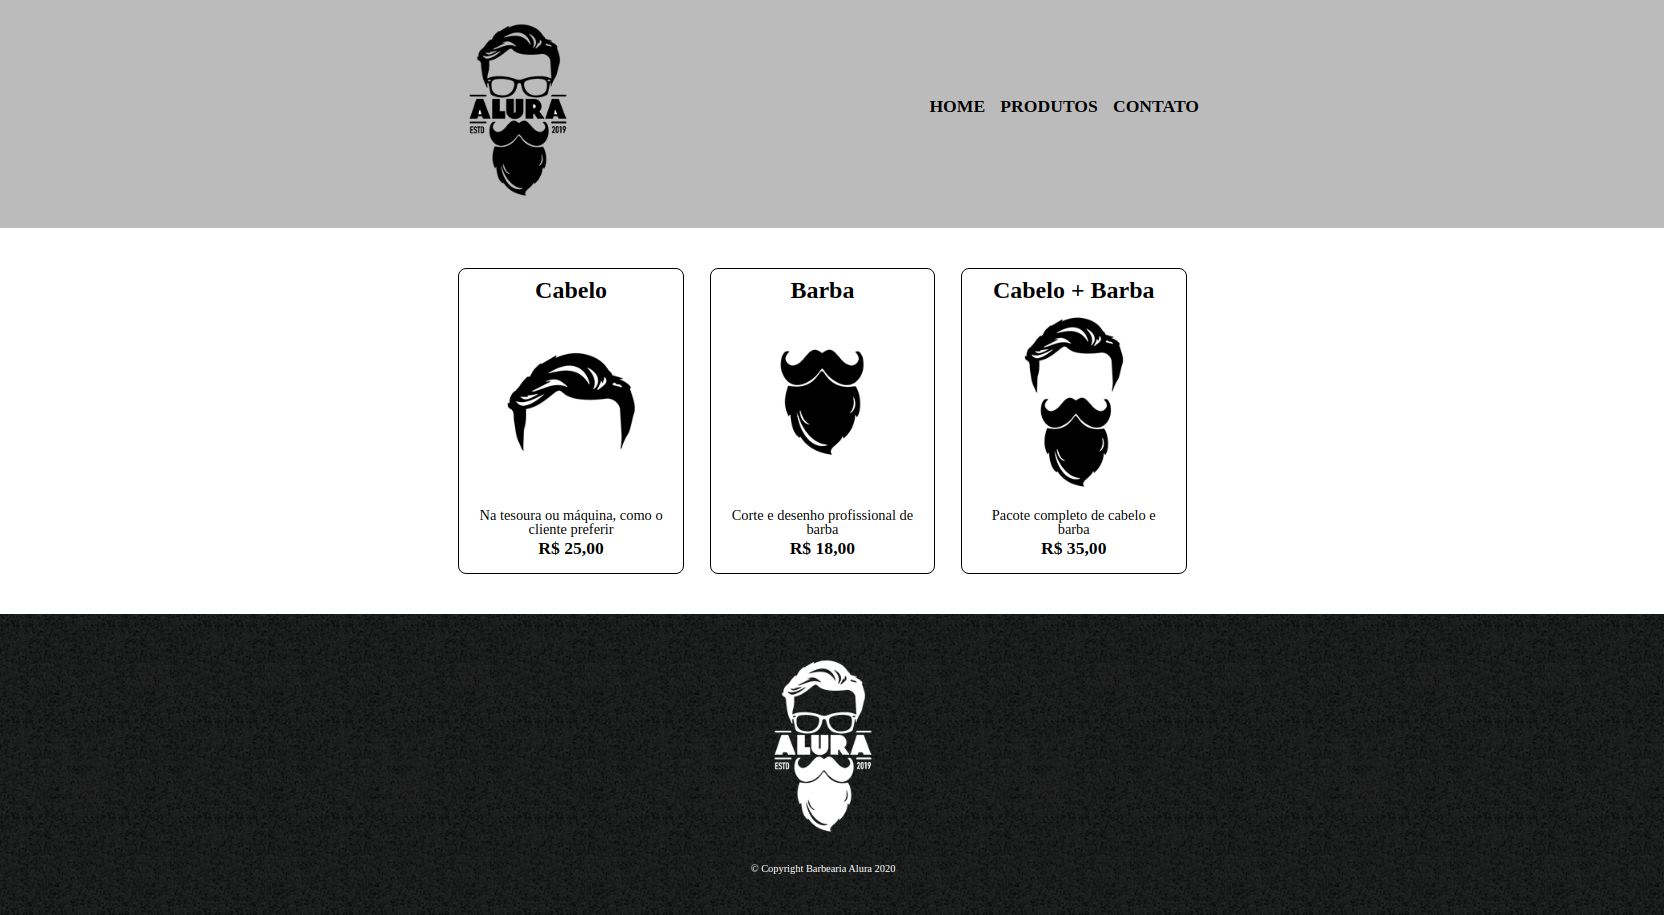 ALURA
ESTD 2019
HOME PRODUTOS CONTATO
Cabelo
Na tesoura ou máquina, como o
cliente preferir
R$ 25,00
Barba
Corte e desenho profissional de
barba
R$ 18,00
Cabelo + Barba
Pacote completo de cabelo e
barba
R$ 35,00
ALURA
ESTD 2019
© Copyright Barbearia Alura 2020